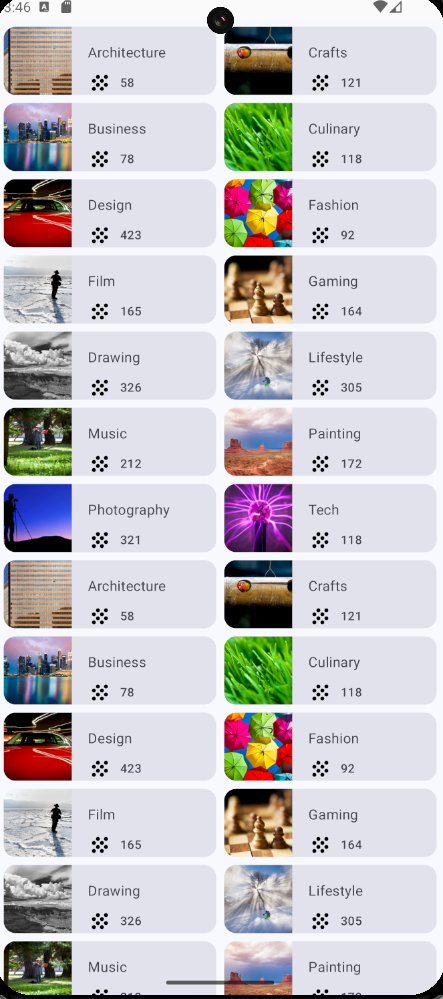 3:46
Architecture
58
Crafts
121
Business
78
Culinary
118
Design
423
Fashion
92
Film
165
Gaming
164
Drawing
326
Lifestyle
305
Music
212
Painting
172
Photography
321
Tech
118
Architecture
58
Crafts
121
Business
78
Culinary
118
Design
423
Fashion
92
Film
165
Gaming
164
Drawing
326
Lifestyle
305
Music
Painting